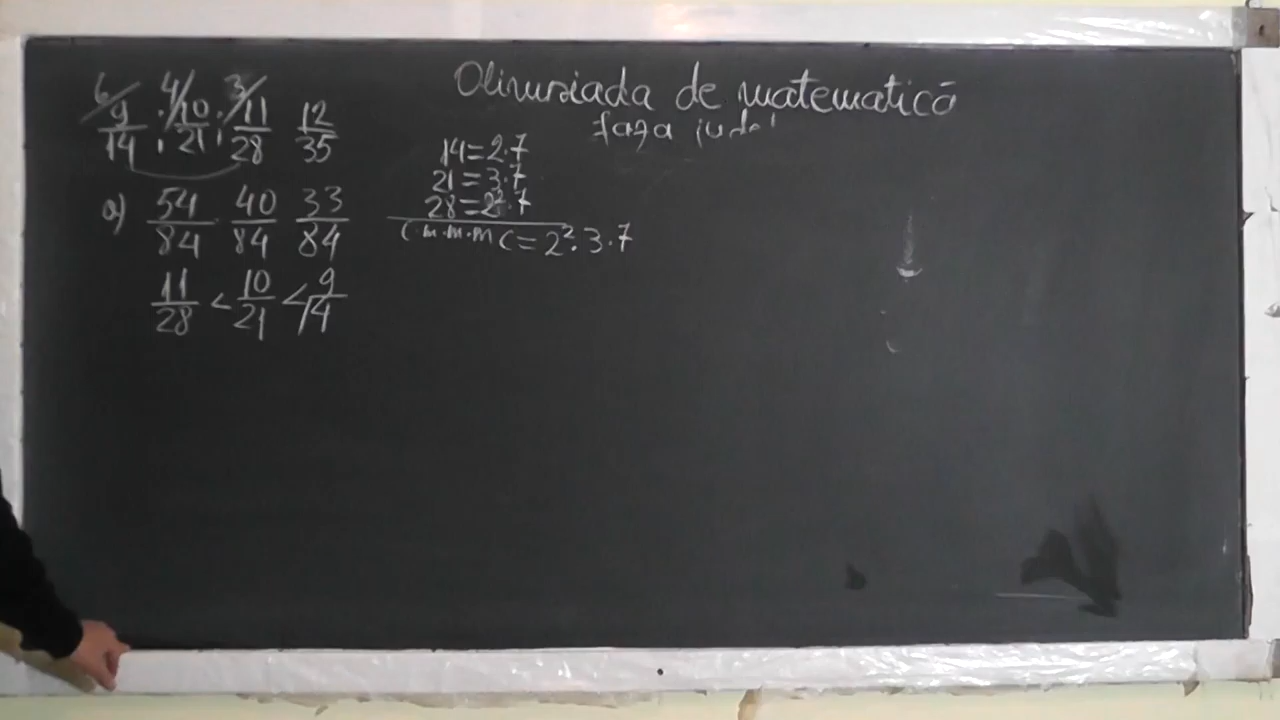 Olimpiada de matematică
faza jude
6/ 4/ 3/
9/14 ; 10/21 ; 11/28 12/35
14=2·7
21=3·7
28=2²·7
c.m.m.m c=2²·3·7
a) 54/84 40/84 33/84
11/28 < 10/21 < 9/14